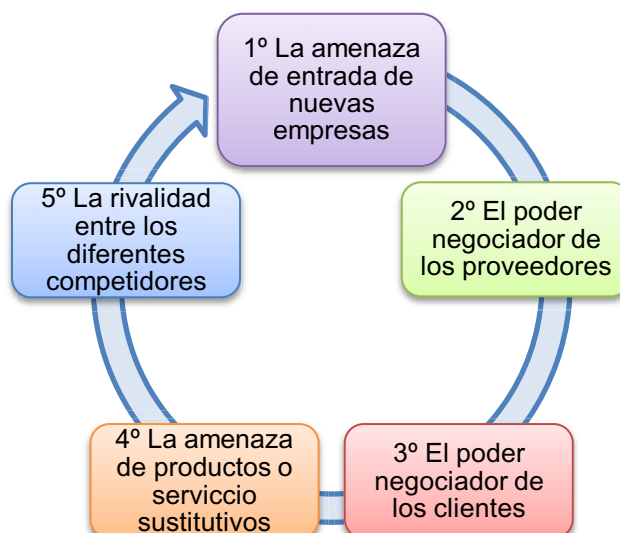 1º La amenaza
de entrada de
nuevas
empresas
2º El poder
negociador de
los proveedores
3º El poder
negociador de
los clientes
4º La amenaza
de productos o
serviccio
sustitutivos
5º La rivalidad
entre los
diferentes
competidores